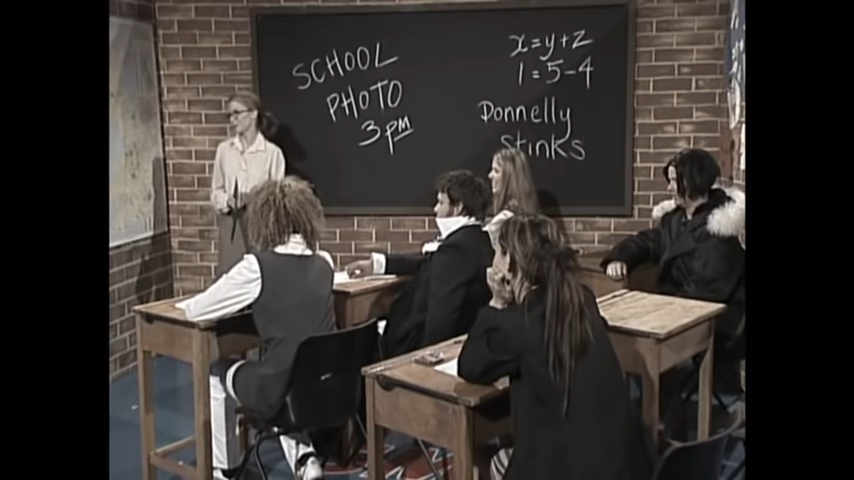 SCHOOL
PHOTO
3PM
x=y+z
1=5-4
Donnelly
stinks